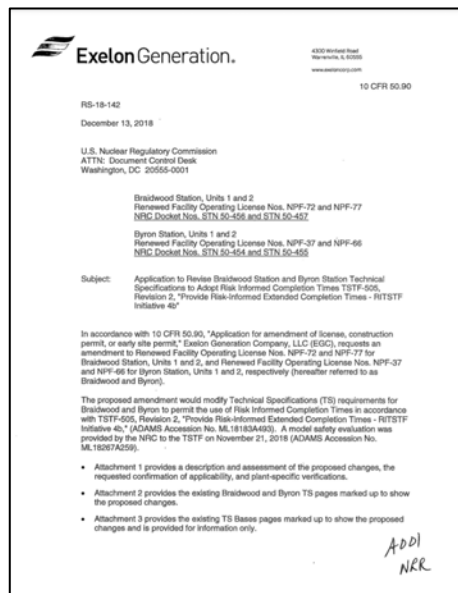 Exelon Generation®
4300 Winfield Road
Warrenville, IL 60555
www.exeloncorp.com
10 CFR 50.90
RS-18-142
December 13, 2018
U.S. Nuclear Regulatory Commission
ATTN: Document Control Desk
Washington, DC 20555-0001
Braidwood Station, Units 1 and 2
Renewed Facility Operating License Nos. NPF-72 and NPF-77
NRC Docket Nos. STN 50-456 and STN 50-457
Byron Station, Units 1 and 2
Renewed Facility Operating License Nos. NPF-37 and NPF-66
NRC Docket Nos. STN 50-454 and STN 50-455
Subject: Application to Revise Braidwood Station and Byron Station Technical
Specifications to Adopt Risk Informed Completion Times TSTF-505,
Revision 2, "Provide Risk-Informed Extended Completion Times - RITSTF
Initiative 4b"
In accordance with 10 CFR 50.90, "Application for amendment of license, construction
permit, or early site permit," Exelon Generation Company, LLC (EGC), requests an
amendment to Renewed Facility Operating License Nos. NPF-72 and NPF-77 for
Braidwood Station, Units 1 and 2, and Renewed Facility Operating License Nos. NPF-37
and NPF-66 for Byron Station, Units 1 and 2, respectively (hereafter referred to as
Braidwood and Byron).
The proposed amendment would modify Technical Specifications (TS) requirements for
Braidwood and Byron to permit the use of Risk Informed Completion Times in accordance
with TSTF-505, Revision 2, "Provide Risk-Informed Extended Completion Times - RITSTF
Initiative 4b," (ADAMS Accession No. ML18183A493). A model safety evaluation was
provided by the NRC to the TSTF on November 21, 2018 (ADAMS Accession No.
ML18267A259).
• Attachment 1 provides a description and assessment of the proposed changes, the
requested confirmation of applicability, and plant-specific verifications.
• Attachment 2 provides the existing Braidwood and Byron TS pages marked up to show
the proposed changes.
• Attachment 3 provides the existing TS Bases pages marked up to show the proposed
changes and is provided for information only.
ADD1
NRR